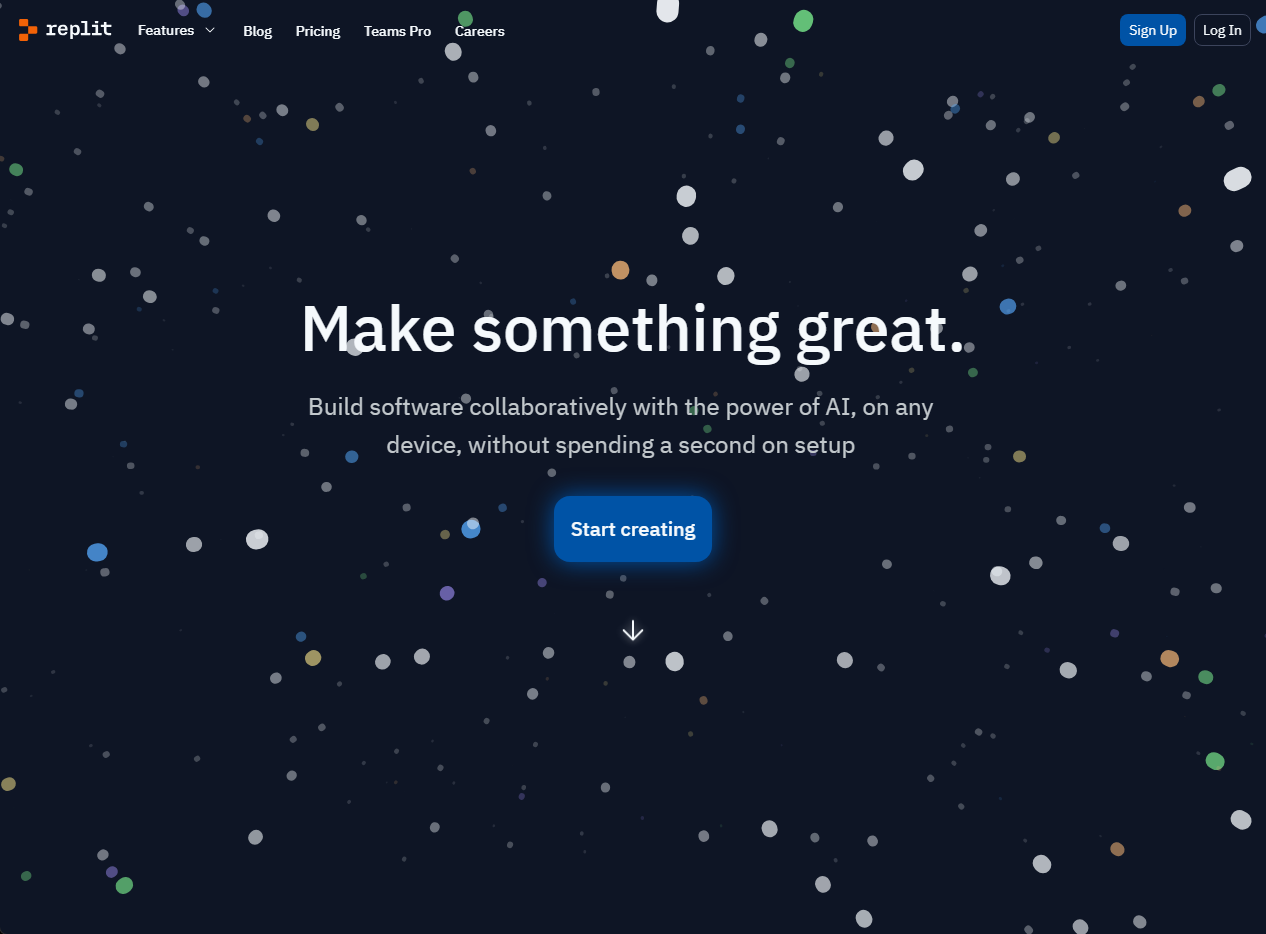 replit
Features
Blog
Pricing
Teams Pro
Careers
Sign Up
Log In
Make something great.
Build software collaboratively with the power of AI, on any
device, without spending a second on setup
Start creating